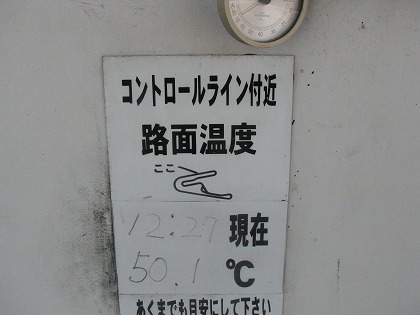 コントロールライン付近
路面温度
ここ
12:27 現在
50.1 ℃
あくまでも目安にして下さい